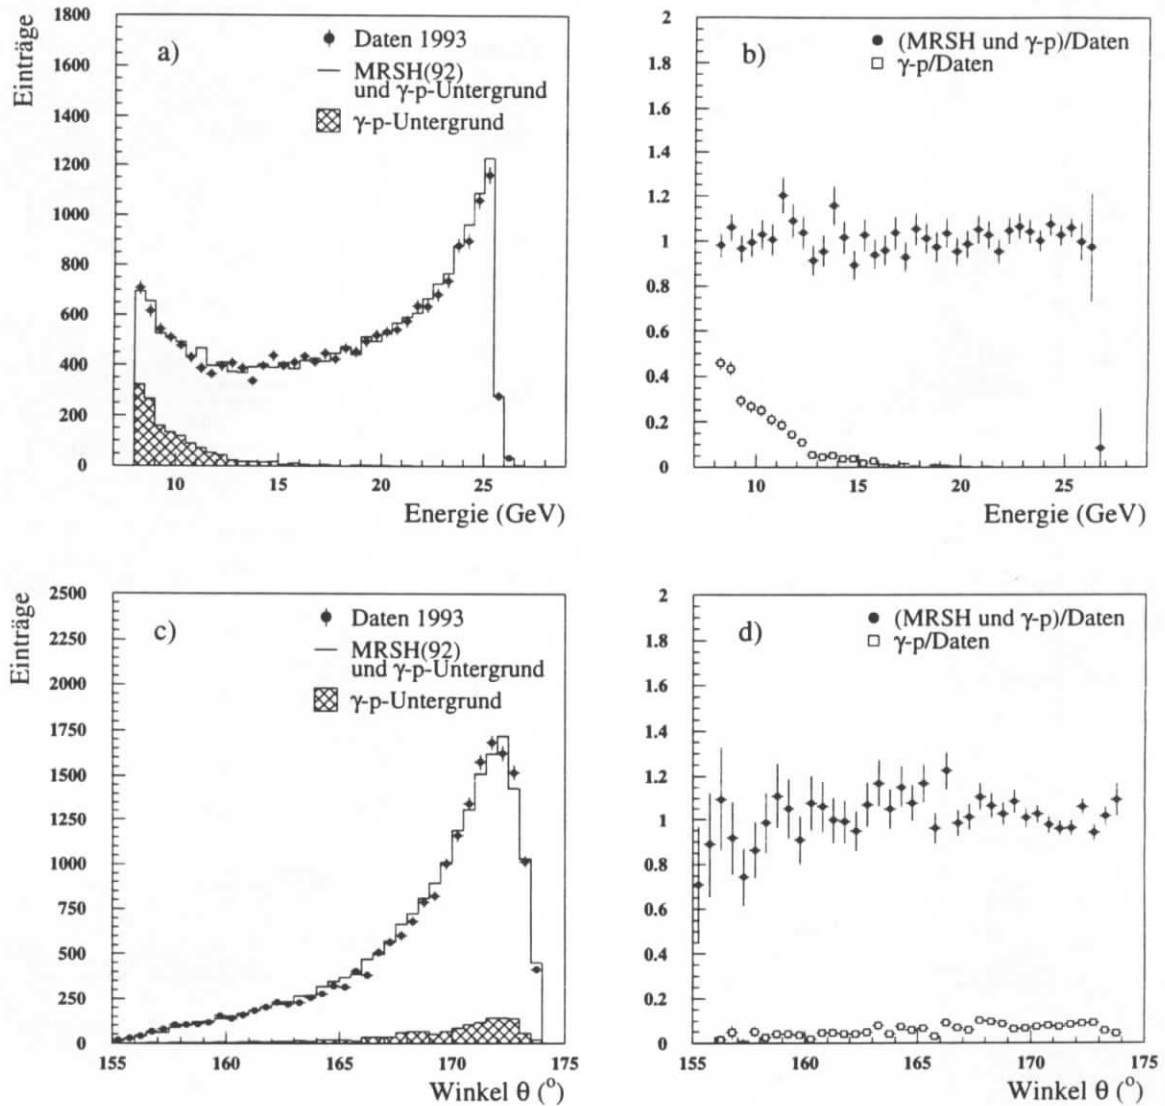 Einträge
1800
1600
1400
1200
1000
800
600
400
200
0
a)
Daten 1993
MRSH(92)
und γ-p-Untergrund
γ-p-Untergrund
10 15 20 25
Energie (GeV)
2
1.8
1.6
1.4
1.2
1
0.8
0.6
0.4
0.2
0
b)
(MRSH und γ-p)/Daten
γ-p/Daten
10 15 20 25
Energie (GeV)
Einträge
2500
2250
2000
1750
1500
1250
1000
750
500
250
0
c)
Daten 1993
MRSH(92)
und γ-p-Untergrund
γ-p-Untergrund
155 160 165 170 175
Winkel θ (°)
2
1.8
1.6
1.4
1.2
1
0.8
0.6
0.4
0.2
0
d)
(MRSH und γ-p)/Daten
γ-p/Daten
155 160 165 170 175
Winkel θ (°)